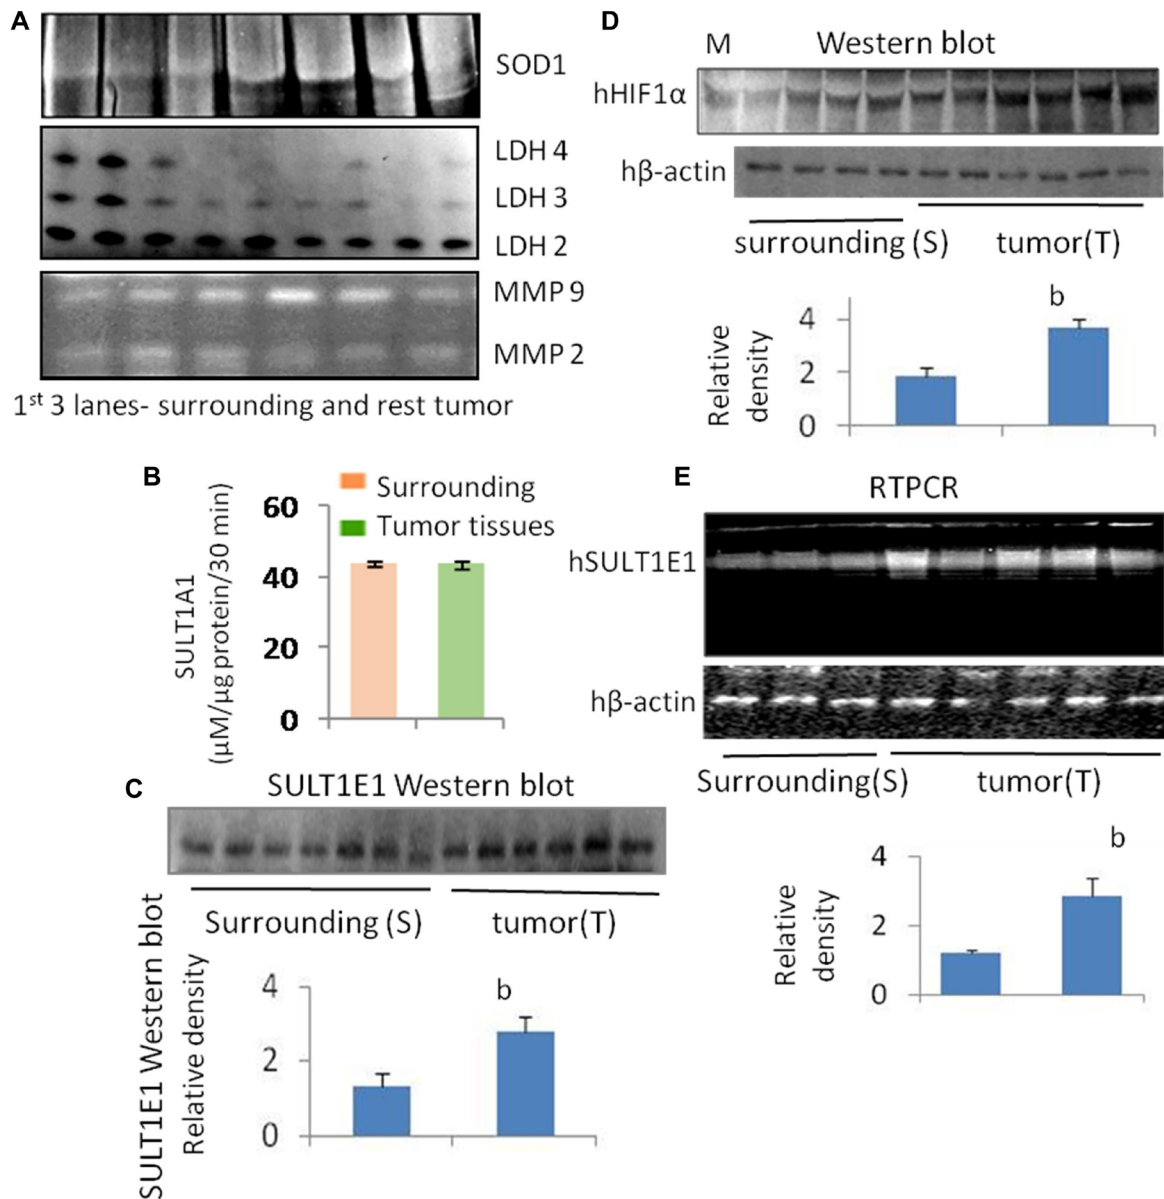 A
SOD1
LDH 4
LDH 3
LDH 2
MMP 9
MMP 2
1st 3 lanes- surrounding and rest tumor
B
Surrounding
Tumor tissues
SULT1A1
(µM/µg protein/30 min)
60
40
20
0
C
SULT1E1 Western blot
Surrounding (S)
tumor(T)
SULT1E1 Western blot
Relative density
4
2
0
b
D
M
Western blot
hHIF1α
hβ-actin
surrounding (S)
tumor(T)
Relative
density
4
2
0
b
E
RTPCR
hSULT1E1
hβ-actin
Surrounding(S)
tumor(T)
Relative
density
4
2
0
b